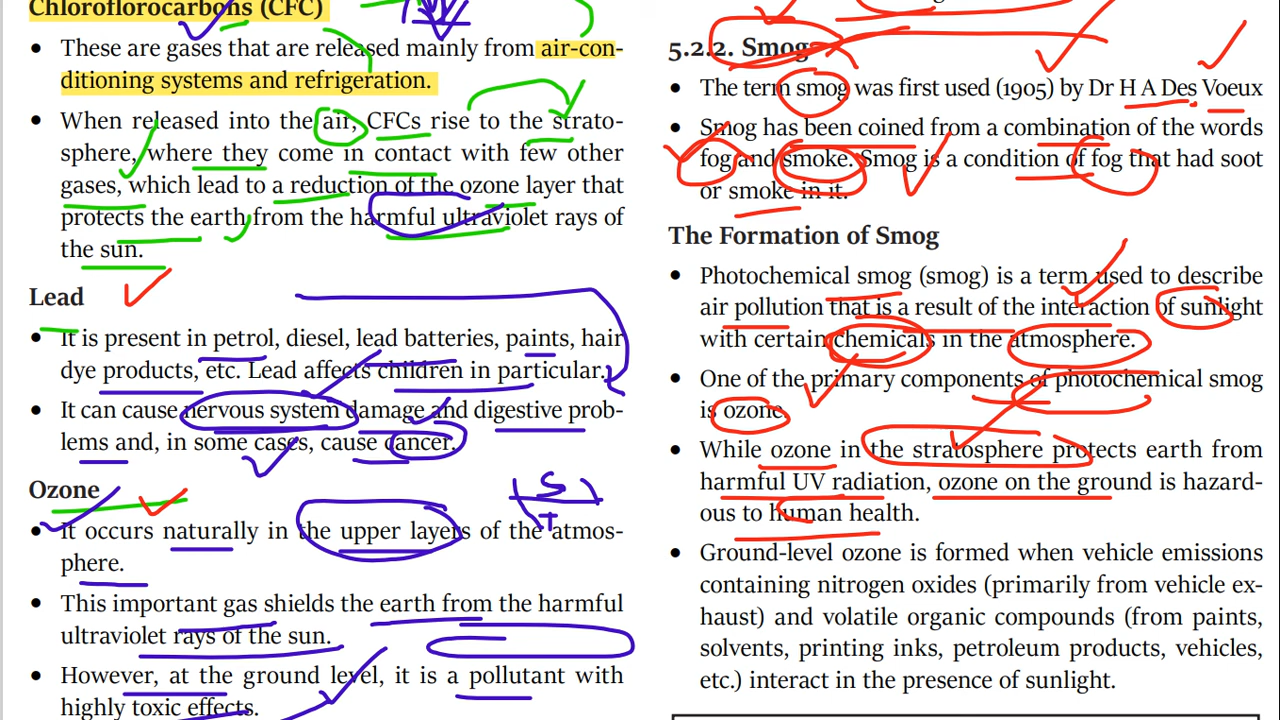 Chloroflorocarbons (CFC)
• These are gases that are released mainly from air-con-
ditioning systems and refrigeration.
• When released into the air, CFCs rise to the strato-
sphere, where they come in contact with few other
gases, which lead to a reduction of the ozone layer that
protects the earth from the harmful ultraviolet rays of
the sun.
Lead
• It is present in petrol, diesel, lead batteries, paints, hair
dye products, etc. Lead affects children in particular.
• It can cause nervous system damage and digestive prob-
lems and, in some cases, cause cancer.
Ozone
• It occurs naturally in the upper layers of the atmos-
phere.
• This important gas shields the earth from the harmful
ultraviolet rays of the sun.
• However, at the ground level, it is a pollutant with
highly toxic effects.
S
T
5.2.2. Smog
• The term smog was first used (1905) by Dr H A Des Voeux
• Smog has been coined from a combination of the words
fog and smoke. Smog is a condition of fog that had soot
or smoke in it.
The Formation of Smog
• Photochemical smog (smog) is a term used to describe
air pollution that is a result of the interaction of sunlight
with certain chemicals in the atmosphere.
• One of the primary components of photochemical smog
is ozone.
• While ozone in the stratosphere protects earth from
harmful UV radiation, ozone on the ground is hazard-
ous to human health.
• Ground-level ozone is formed when vehicle emissions
containing nitrogen oxides (primarily from vehicle ex-
haust) and volatile organic compounds (from paints,
solvents, printing inks, petroleum products, vehicles,
etc.) interact in the presence of sunlight.